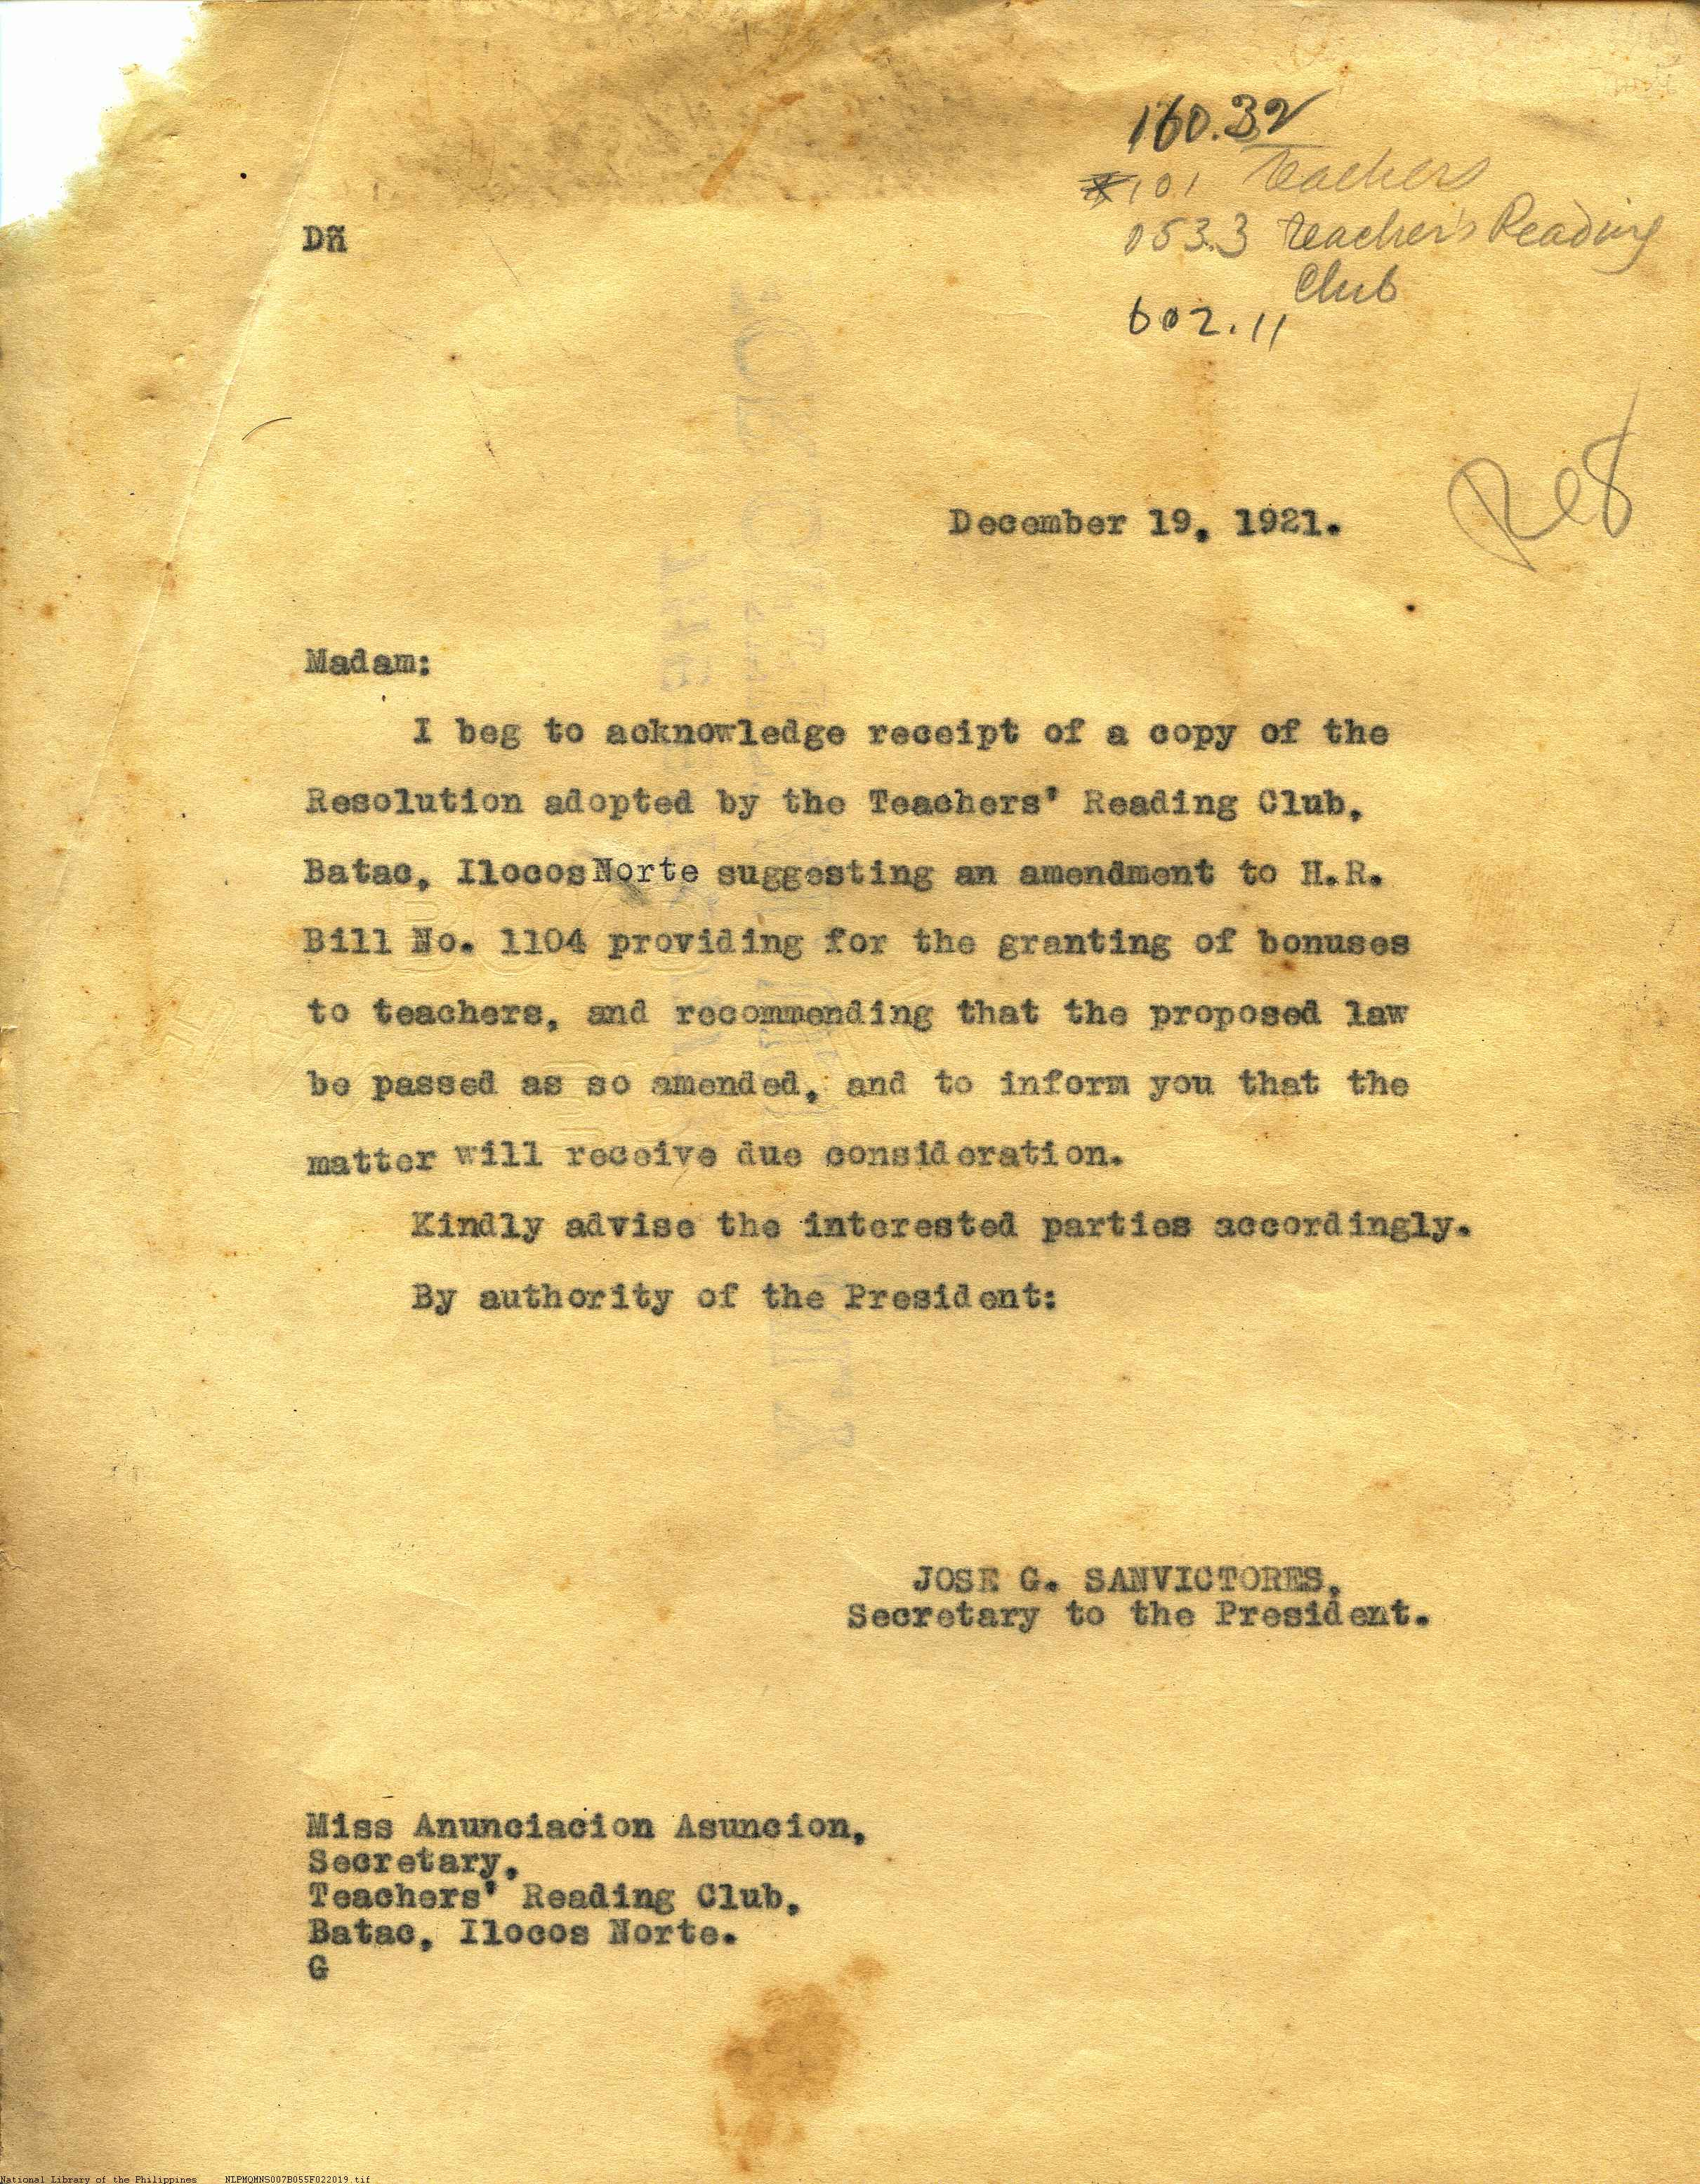 160.32
101 Teachers
053.3 Teacher's Reading
Club
602.11
Dñ
December 19, 1921.
Madam:
I beg to acknowledge receipt of a copy of the
Resolution adopted by the Teachers' Reading Club,
Batac, Ilocos Norte suggesting an amendment to H.R.
Bill No. 1104 providing for the granting of bonuses
to teachers, and recommending that the proposed law
be passed as so amended, and to inform you that the
matter will receive due consideration.
Kindly advise the interested parties accordingly.
By authority of the President:
JOSE G. SANVICTORES,
Secretary to the President.
Miss Anunciacion Asuncion,
Secretary,
Teachers' Reading Club,
Batac, Ilocos Norte.
G
National Library of the Philippines NLPMQMNS007B055F022019.tif